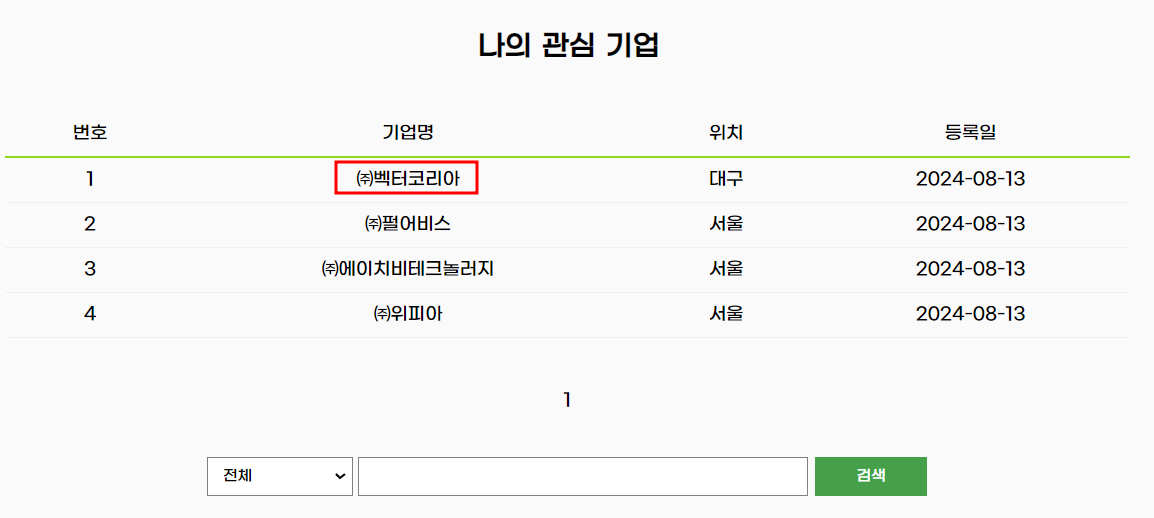 나의 관심 기업
번호 기업명 위치 등록일
1 ㈜벡터코리아 대구 2024-08-13
2 ㈜펄어비스 서울 2024-08-13
3 ㈜에이치비테크놀러지 서울 2024-08-13
4 ㈜위피아 서울 2024-08-13
1
전체 검색